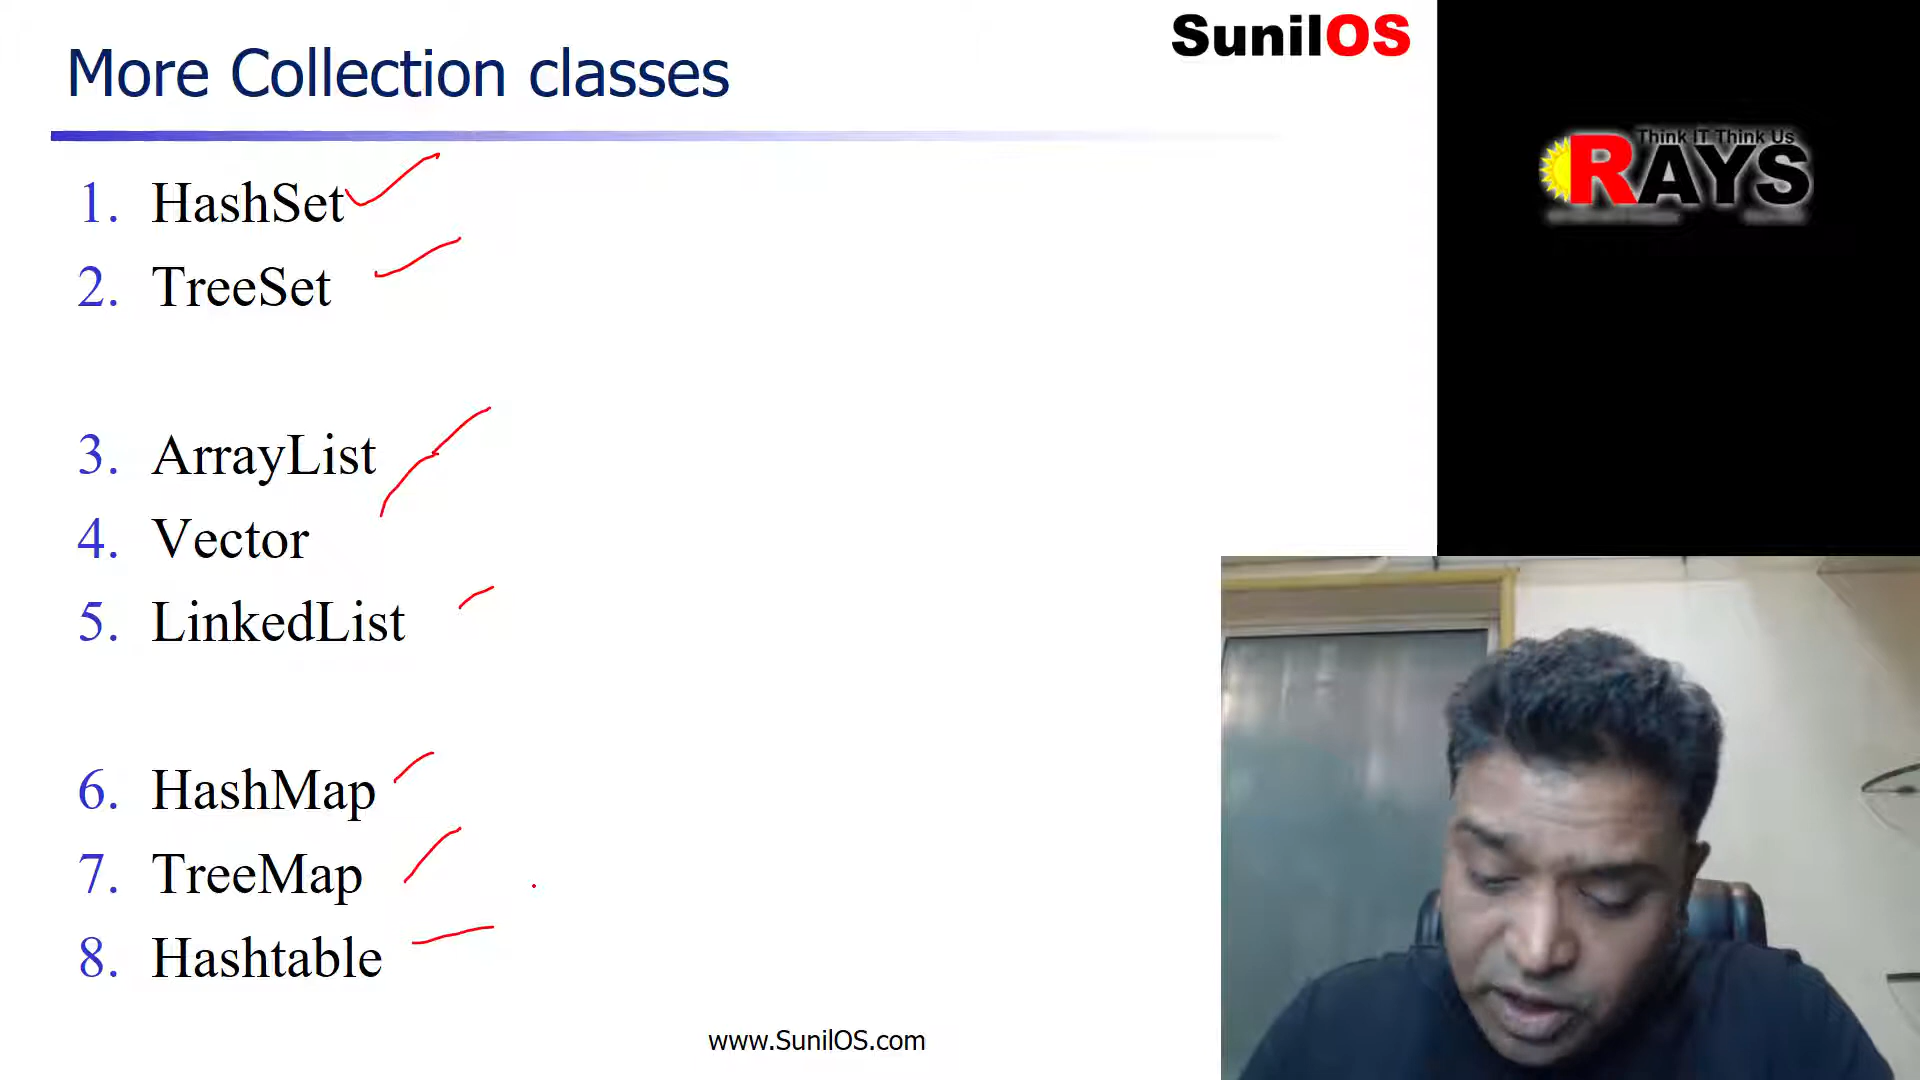 SunilOS
More Collection classes
Think IT Think Us
RAYS
1. HashSet
2. TreeSet
3. ArrayList
4. Vector
5. LinkedList
6. HashMap
7. TreeMap
8. Hashtable
www.SunilOS.com